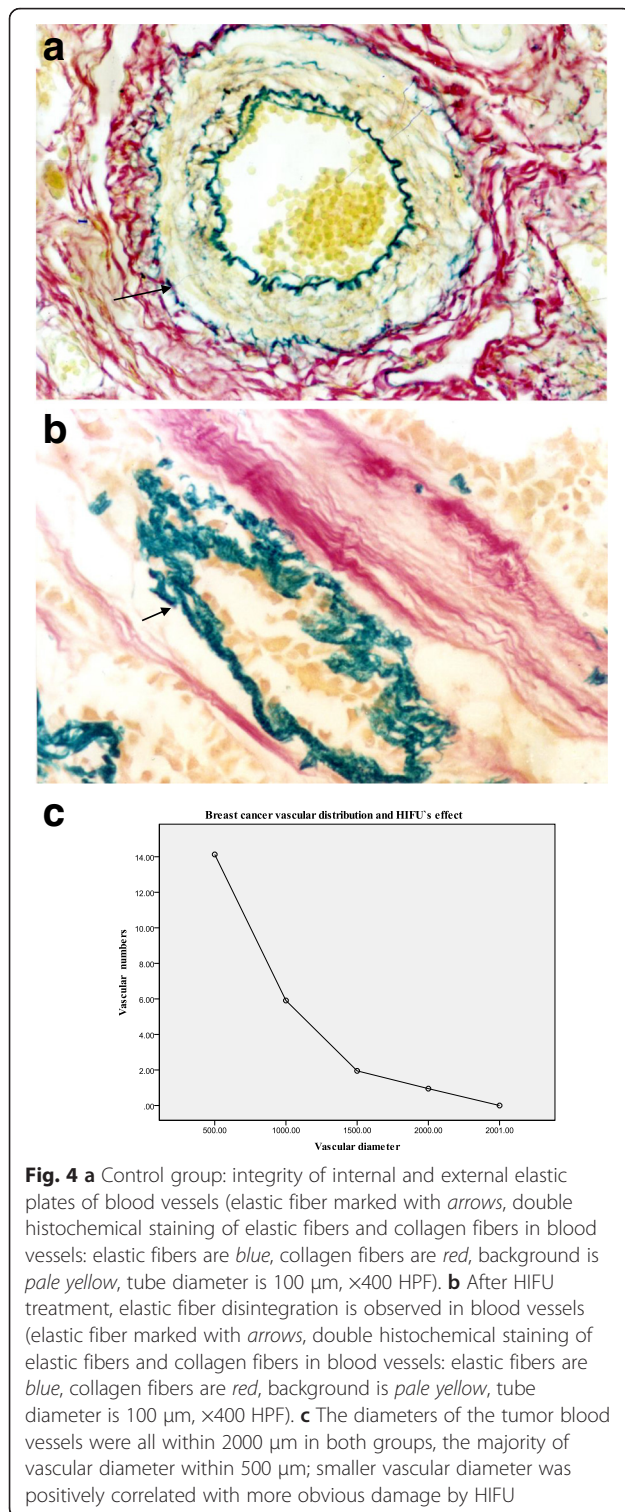 a
b
c
Breast cancer vascular distribution and HIFU`s effect
14.00
12.00
10.00
8.00
6.00
4.00
2.00
.00
Vascular numbers
500.00 1000.00 1500.00 2000.00 2001.00
Vascular diameter
Fig. 4 a Control group: integrity of internal and external elastic
plates of blood vessels (elastic fiber marked with arrows, double
histochemical staining of elastic fibers and collagen fibers in blood
vessels: elastic fibers are blue, collagen fibers are red, background is
pale yellow, tube diameter is 100 μm, ×400 HPF). b After HIFU
treatment, elastic fiber disintegration is observed in blood vessels
(elastic fiber marked with arrows, double histochemical staining of
elastic fibers and collagen fibers in blood vessels: elastic fibers are
blue, collagen fibers are red, background is pale yellow, tube
diameter is 100 μm, ×400 HPF). c The diameters of the tumor blood
vessels were all within 2000 μm in both groups, the majority of
vascular diameter within 500 μm; smaller vascular diameter was
positively correlated with more obvious damage by HIFU